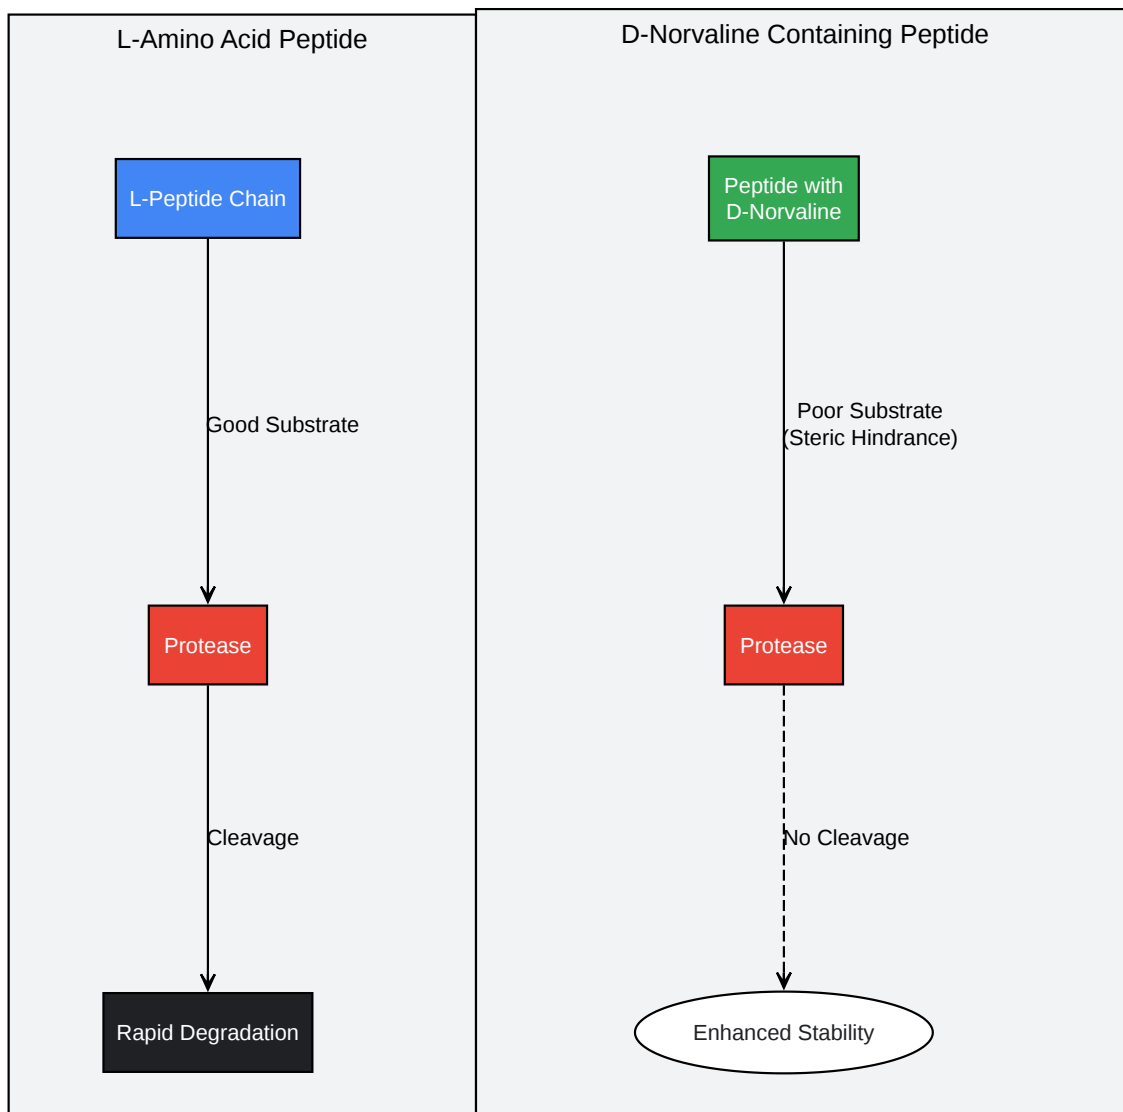 L-Amino Acid Peptide
L-Peptide Chain
Good Substrate
Protease
Cleavage
Rapid Degradation
D-Norvaline Containing Peptide
Peptide with
D-Norvaline
Poor Substrate
(Steric Hindrance)
Protease
No Cleavage
Enhanced Stability